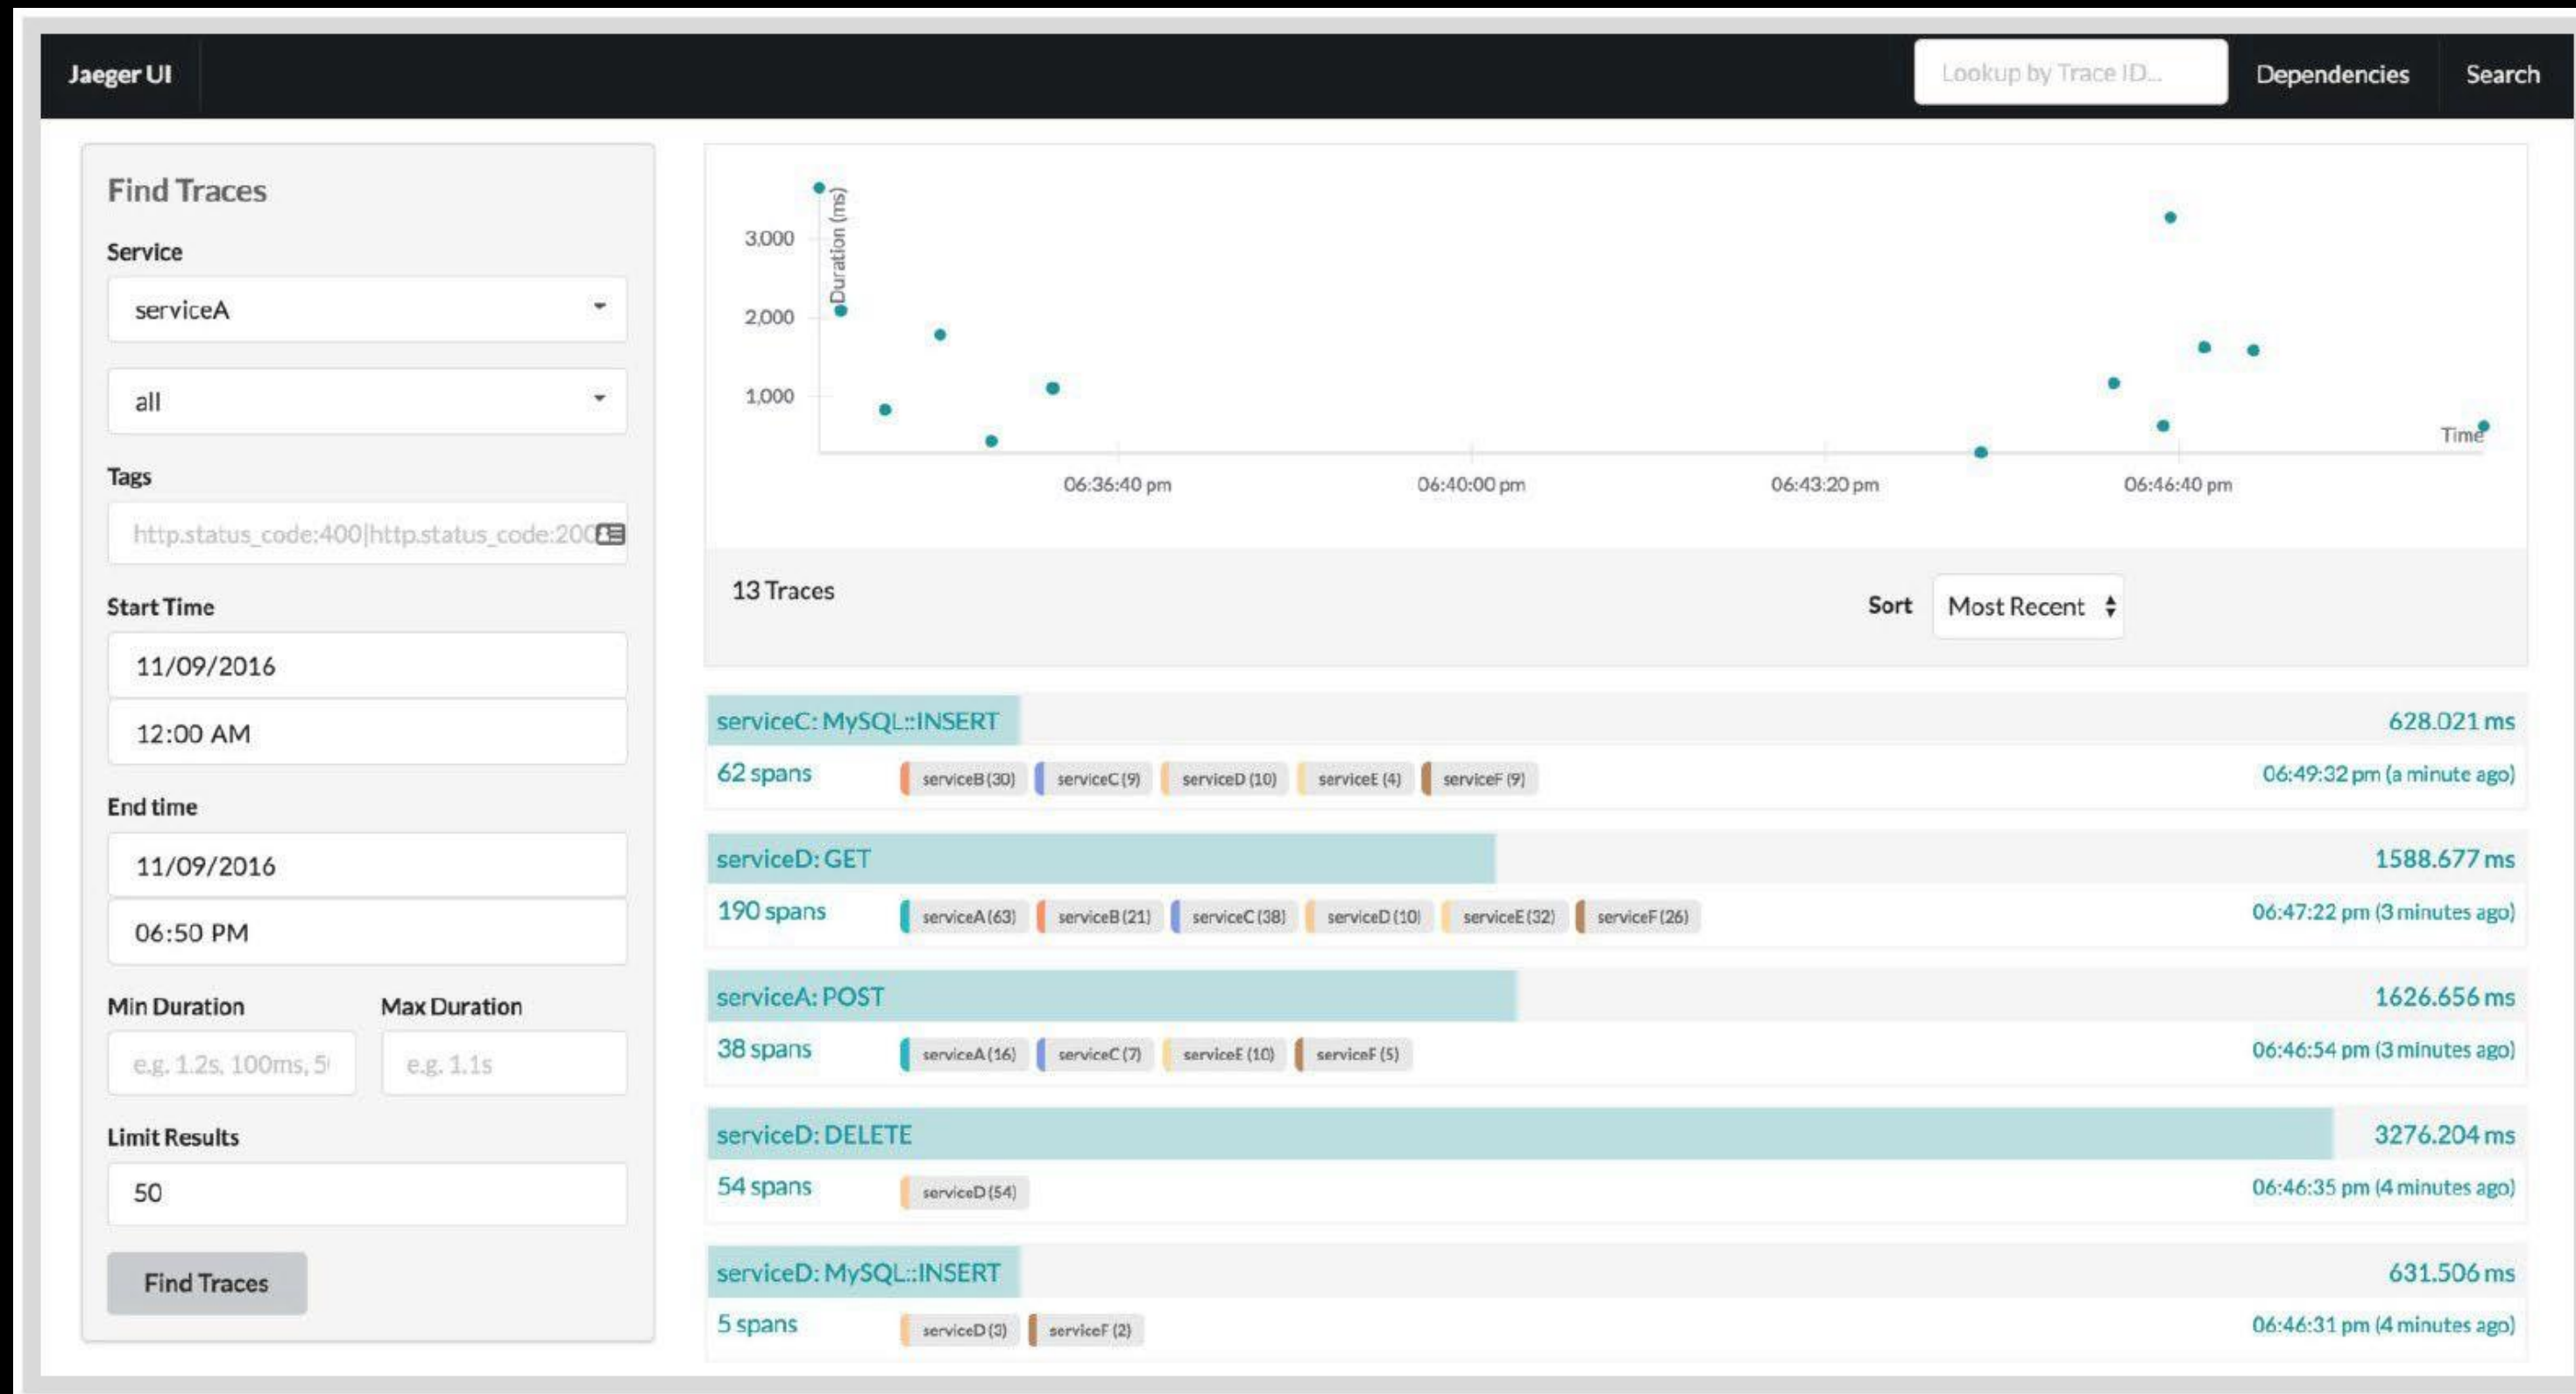 Jaeger UI
Lookup by Trace ID...
Dependencies
Search
Find Traces
Service
serviceA
all
Tags
http.status_code:400|http.status_code:200
Start Time
11/09/2016
12:00 AM
End time
11/09/2016
06:50 PM
Min Duration
Max Duration
e.g. 1.2s, 100ms, 5
e.g. 1.1s
Limit Results
50
Find Traces
Duration (ms)
3,000
2,000
1,000
Time
06:36:40 pm
06:40:00 pm
06:43:20 pm
06:46:40 pm
13 Traces
Sort
Most Recent
serviceC: MySQL::INSERT
628.021 ms
62 spans
serviceB (30)
serviceC (9)
serviceD (10)
serviceE (4)
serviceF (9)
06:49:32 pm (a minute ago)
serviceD: GET
1588.677 ms
190 spans
serviceA (63)
serviceB (21)
serviceC (38)
serviceD (10)
serviceE (32)
serviceF (26)
06:47:22 pm (3 minutes ago)
serviceA: POST
1626.656 ms
38 spans
serviceA (16)
serviceC (7)
serviceE (10)
serviceF (5)
06:46:54 pm (3 minutes ago)
serviceD: DELETE
3276.204 ms
54 spans
serviceD (54)
06:46:35 pm (4 minutes ago)
serviceD: MySQL::INSERT
631.506 ms
5 spans
serviceD (3)
serviceF (2)
06:46:31 pm (4 minutes ago)